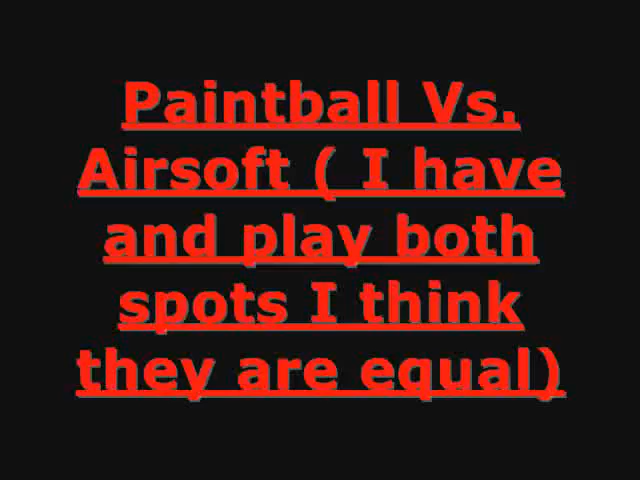 Paintball Vs.
Airsoft ( I have
and play both
spots I think
they are equal)